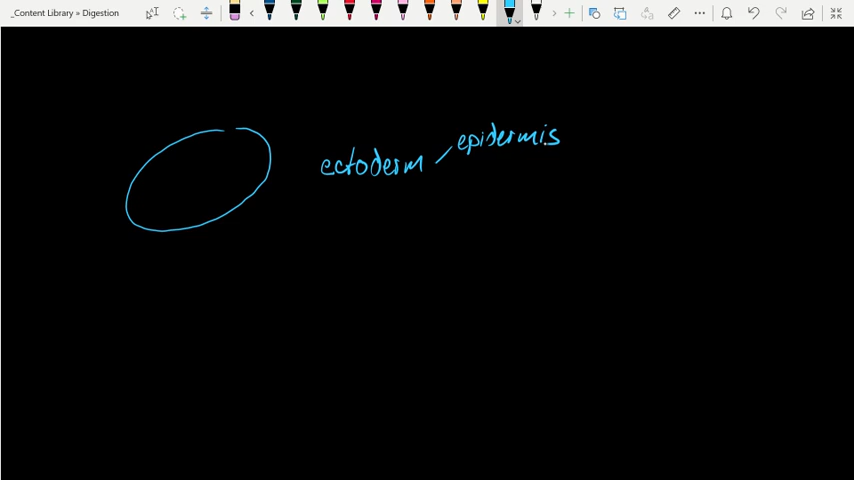 _Content Library » Digestion
epidermis
ectoderm